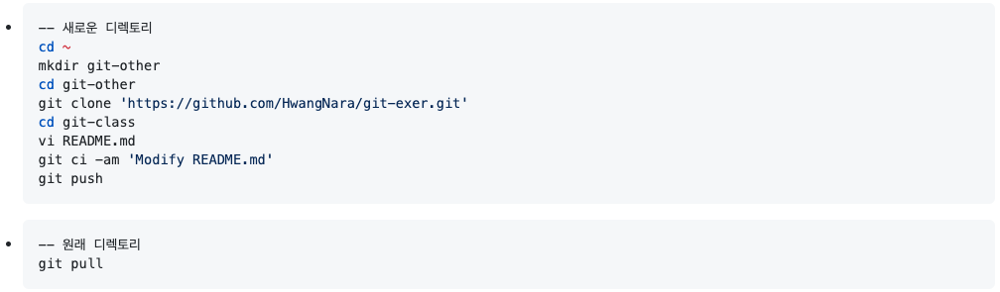 -- 새로운 디렉토리
cd ~
mkdir git-other
cd git-other
git clone 'https://github.com/HwangNara/git-exer.git'
cd git-class
vi README.md
git ci -am 'Modify README.md'
git push
-- 원래 디렉토리
git pull